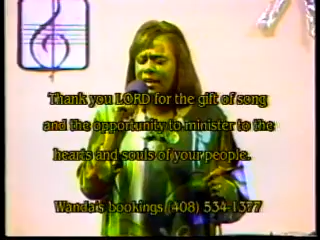 Thank you LORD for the gift of song
and the opportunity to minister to the
hearts and souls of your people.
Wanda's bookings (408) 534-1377